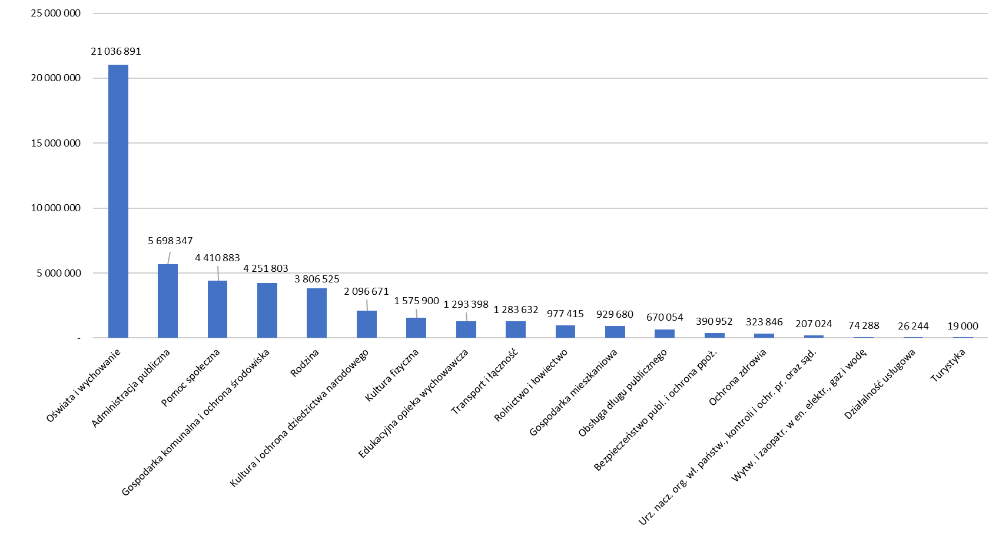 25 000 000
20 000 000
15 000 000
10 000 000
5 000 000
-
21 036 891
5 698 347
4 410 883
4 251 803
3 806 525
2 096 671
1 575 900
1 293 398
1 283 632
977 415
929 680
670 054
390 952
323 846
207 024
74 288
26 244
19 000
Oświata i wychowanie
Administracja publiczna
Pomoc społeczna
Gospodarka komunalna i ochrona środowiska
Rodzina
Kultura i ochrona dziedzictwa narodowego
Kultura fizyczna
Edukacyjna opieka wychowawcza
Transport i łączność
Rolnictwo i łowiectwo
Gospodarka mieszkaniowa
Obsługa długu publicznego
Bezpieczeństwo publ. i ochrona ppoż.
Ochrona zdrowia
Urz. nacz. org. wł. państw., kontroli i ochr. pr. oraz sąd.
Wytw. i zaopatr. w en. elektr., gaz i wodę
Działalność usługowa
Turystyka